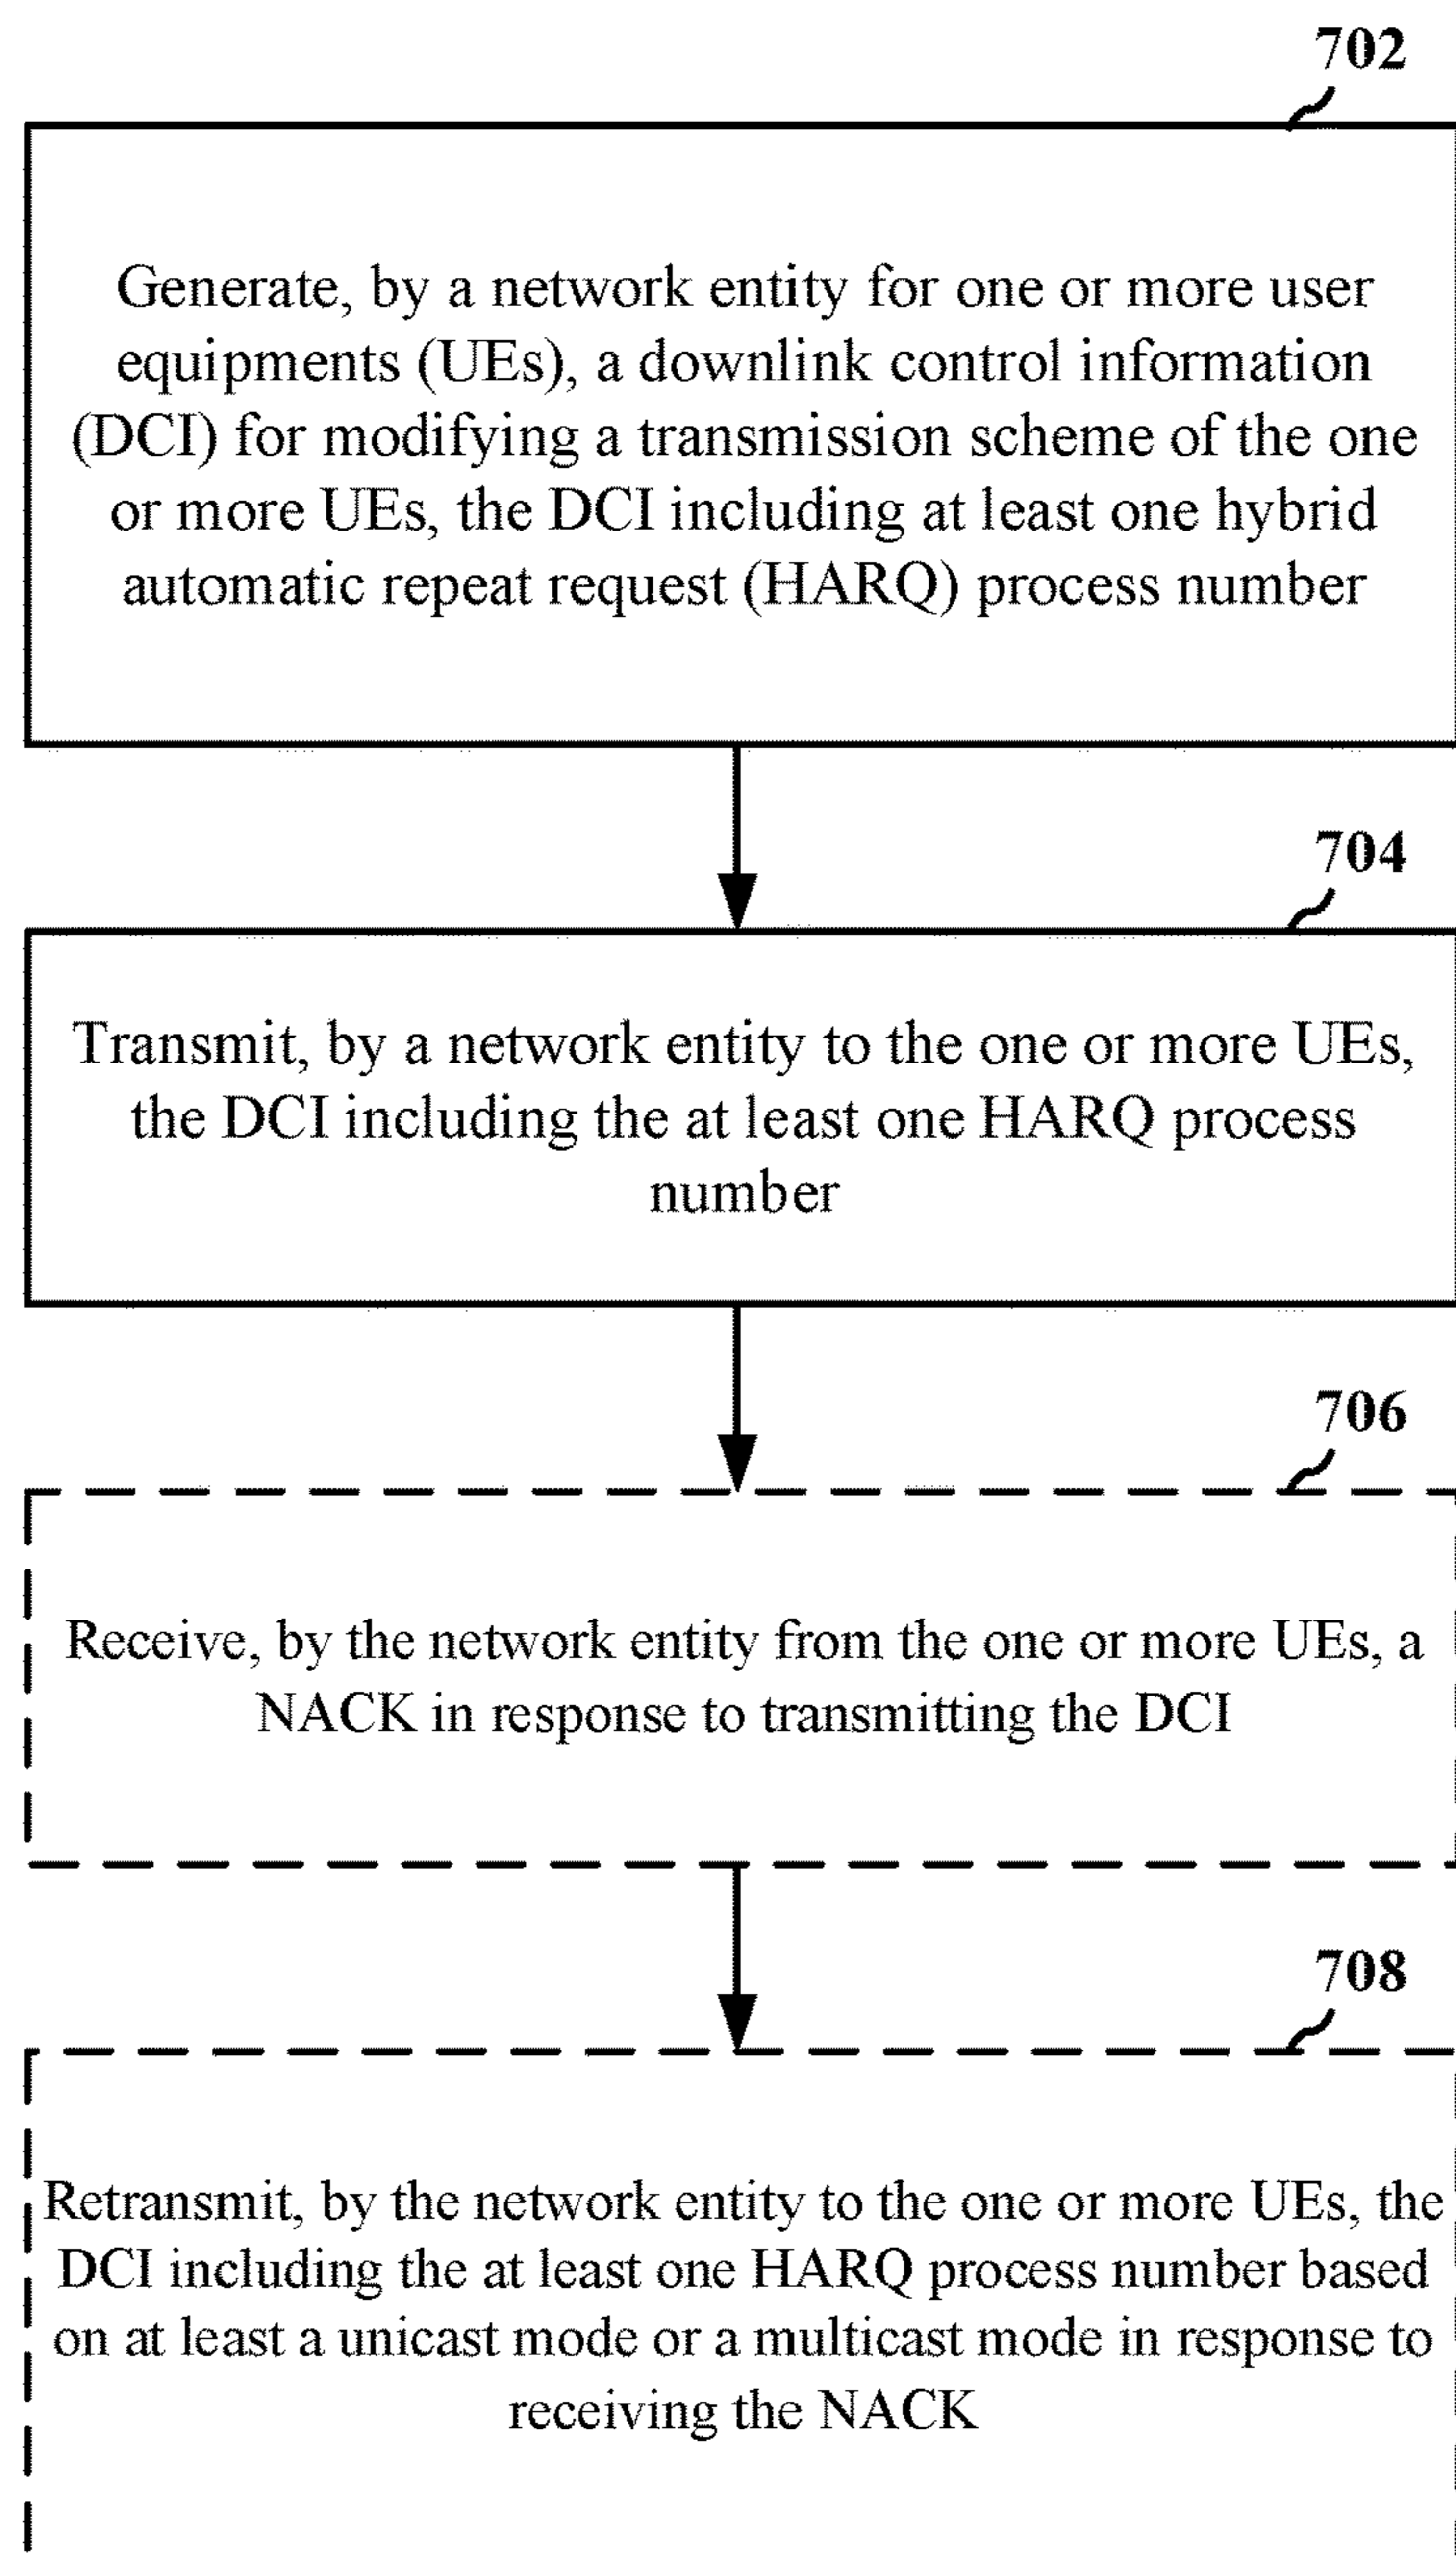 702
Generate, by a network entity for one or more user
equipments (UEs), a downlink control information
(DCI) for modifying a transmission scheme of the one
or more UEs, the DCI including at least one hybrid
automatic repeat request (HARQ) process number
704
Transmit, by a network entity to the one or more UEs,
the DCI including the at least one HARQ process
number
706
Receive, by the network entity from the one or more UEs, a
NACK in response to transmitting the DCI
708
Retransmit, by the network entity to the one or more UEs, the
DCI including the at least one HARQ process number based
on at least a unicast mode or a multicast mode in response to
receiving the NACK